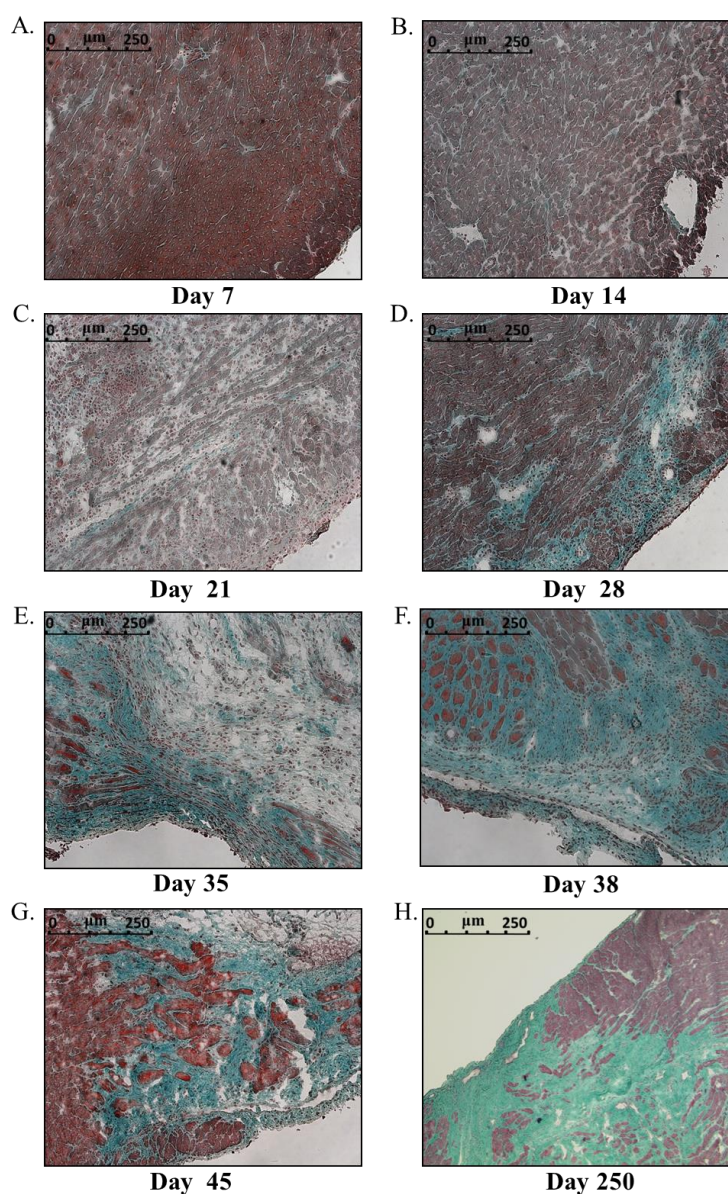 A.
0 µm 250
Day 7
B.
0 µm 250
Day 14
C.
0 µm 250
Day 21
D.
0 µm 250
Day 28
E.
0 µm 250
Day 35
F.
0 µm 250
Day 38
G.
0 µm 250
Day 45
H.
0 µm 250
Day 250